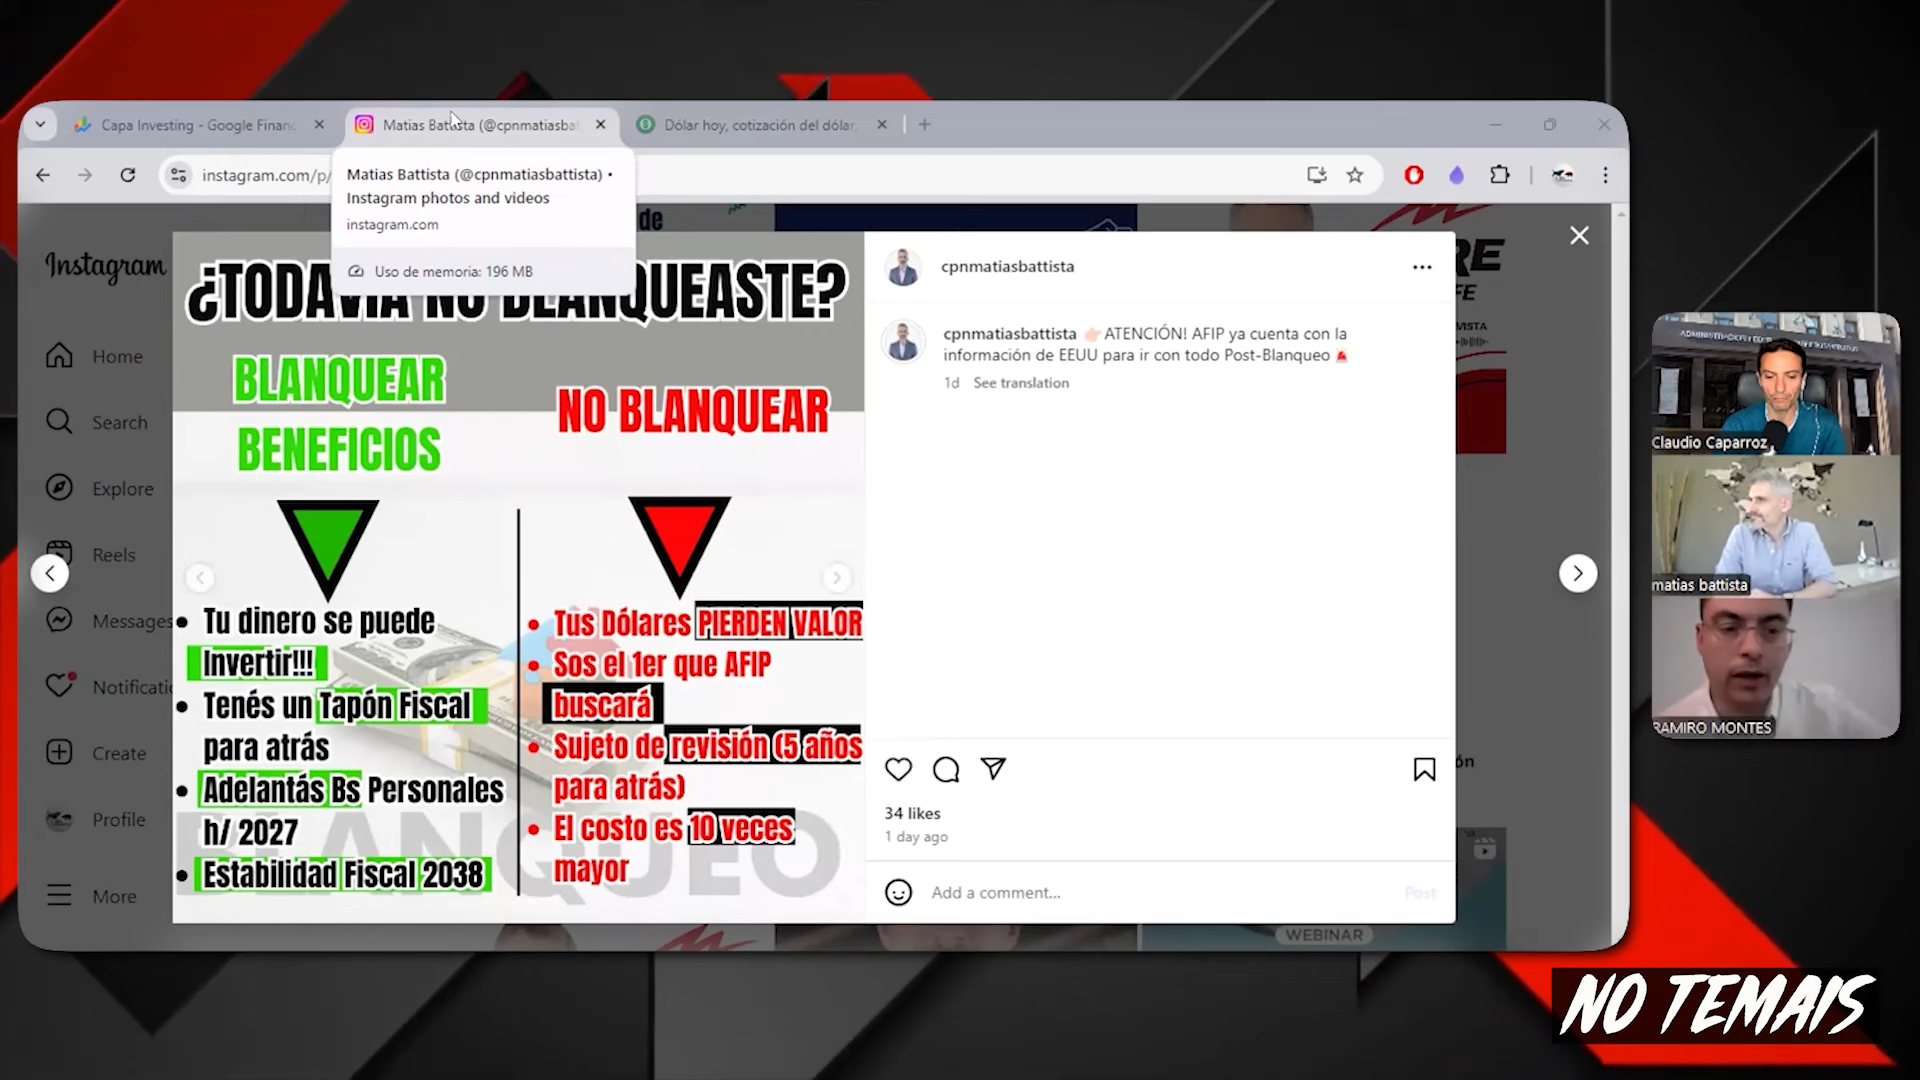 Capa Investing - Google Financ
Matias Battista (@cpnmatiasbat
Dólar hoy, cotización del dólar,
instagram.com/p/
Matias Battista (@cpnmatiasbattista) •
Instagram photos and videos
instagram.com
Uso de memoria: 196 MB
de
Instagram
Home
Search
Explore
Reels
Messages
Notificatio
Create
Profile
More
¿TODAVÍA NO BLANQUEASTE?
BLANQUEAR
BENEFICIOS
NO BLANQUEAR
• Tu dinero se puede
Invertir!!!
• Tenés un Tapón Fiscal
para atrás
• Adelantás Bs Personales
h/ 2027
• Estabilidad Fiscal 2038
• Tus Dólares PIERDEN VALOR
• Sos el 1er que AFIP
buscará
• Sujeto de revisión (5 años
para atrás)
• El costo es 10 veces
mayor
BLANQUEO
cpnmatiasbattista
cpnmatiasbattista 👉🏻ATENCIÓN! AFIP ya cuenta con la
información de EEUU para ir con todo Post-Blanqueo 🚨
1d See translation
34 likes
1 day ago
Add a comment...
Post
WEBINAR
Claudio Caparroz
matias battista
RAMIRO MONTES
NO TEMAIS